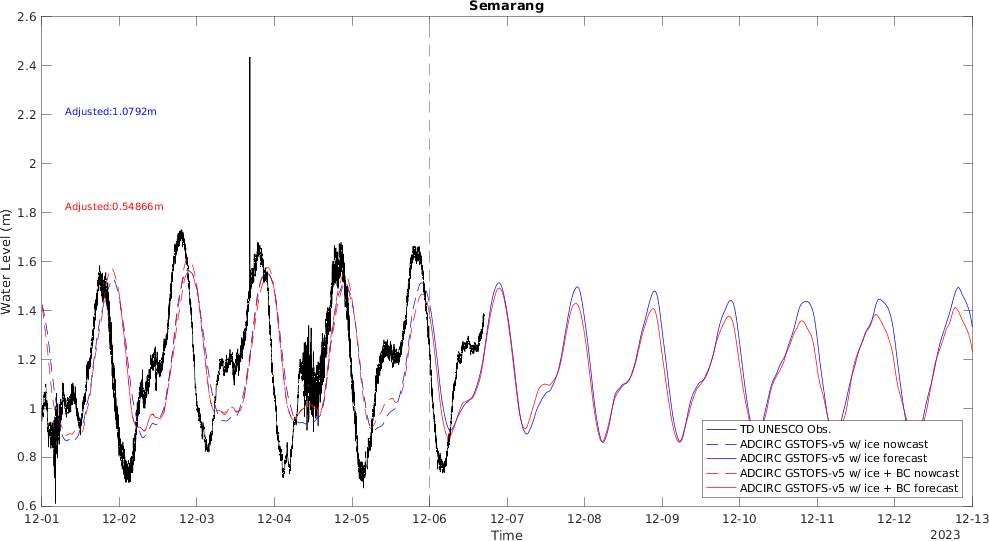 Semarang
2.6
2.4
2.2
2
1.8
1.6
1.4
1.2
1
0.8
0.6
Water Level (m)
Adjusted:1.0792m
Adjusted:0.54866m
TD UNESCO Obs.
ADCIRC GSTOFS-v5 w/ ice nowcast
ADCIRC GSTOFS-v5 w/ ice forecast
ADCIRC GSTOFS-v5 w/ ice + BC nowcast
ADCIRC GSTOFS-v5 w/ ice + BC forecast
12-01 12-02 12-03 12-04 12-05 12-06 12-07 12-08 12-09 12-10 12-11 12-12 12-13
Time
2023